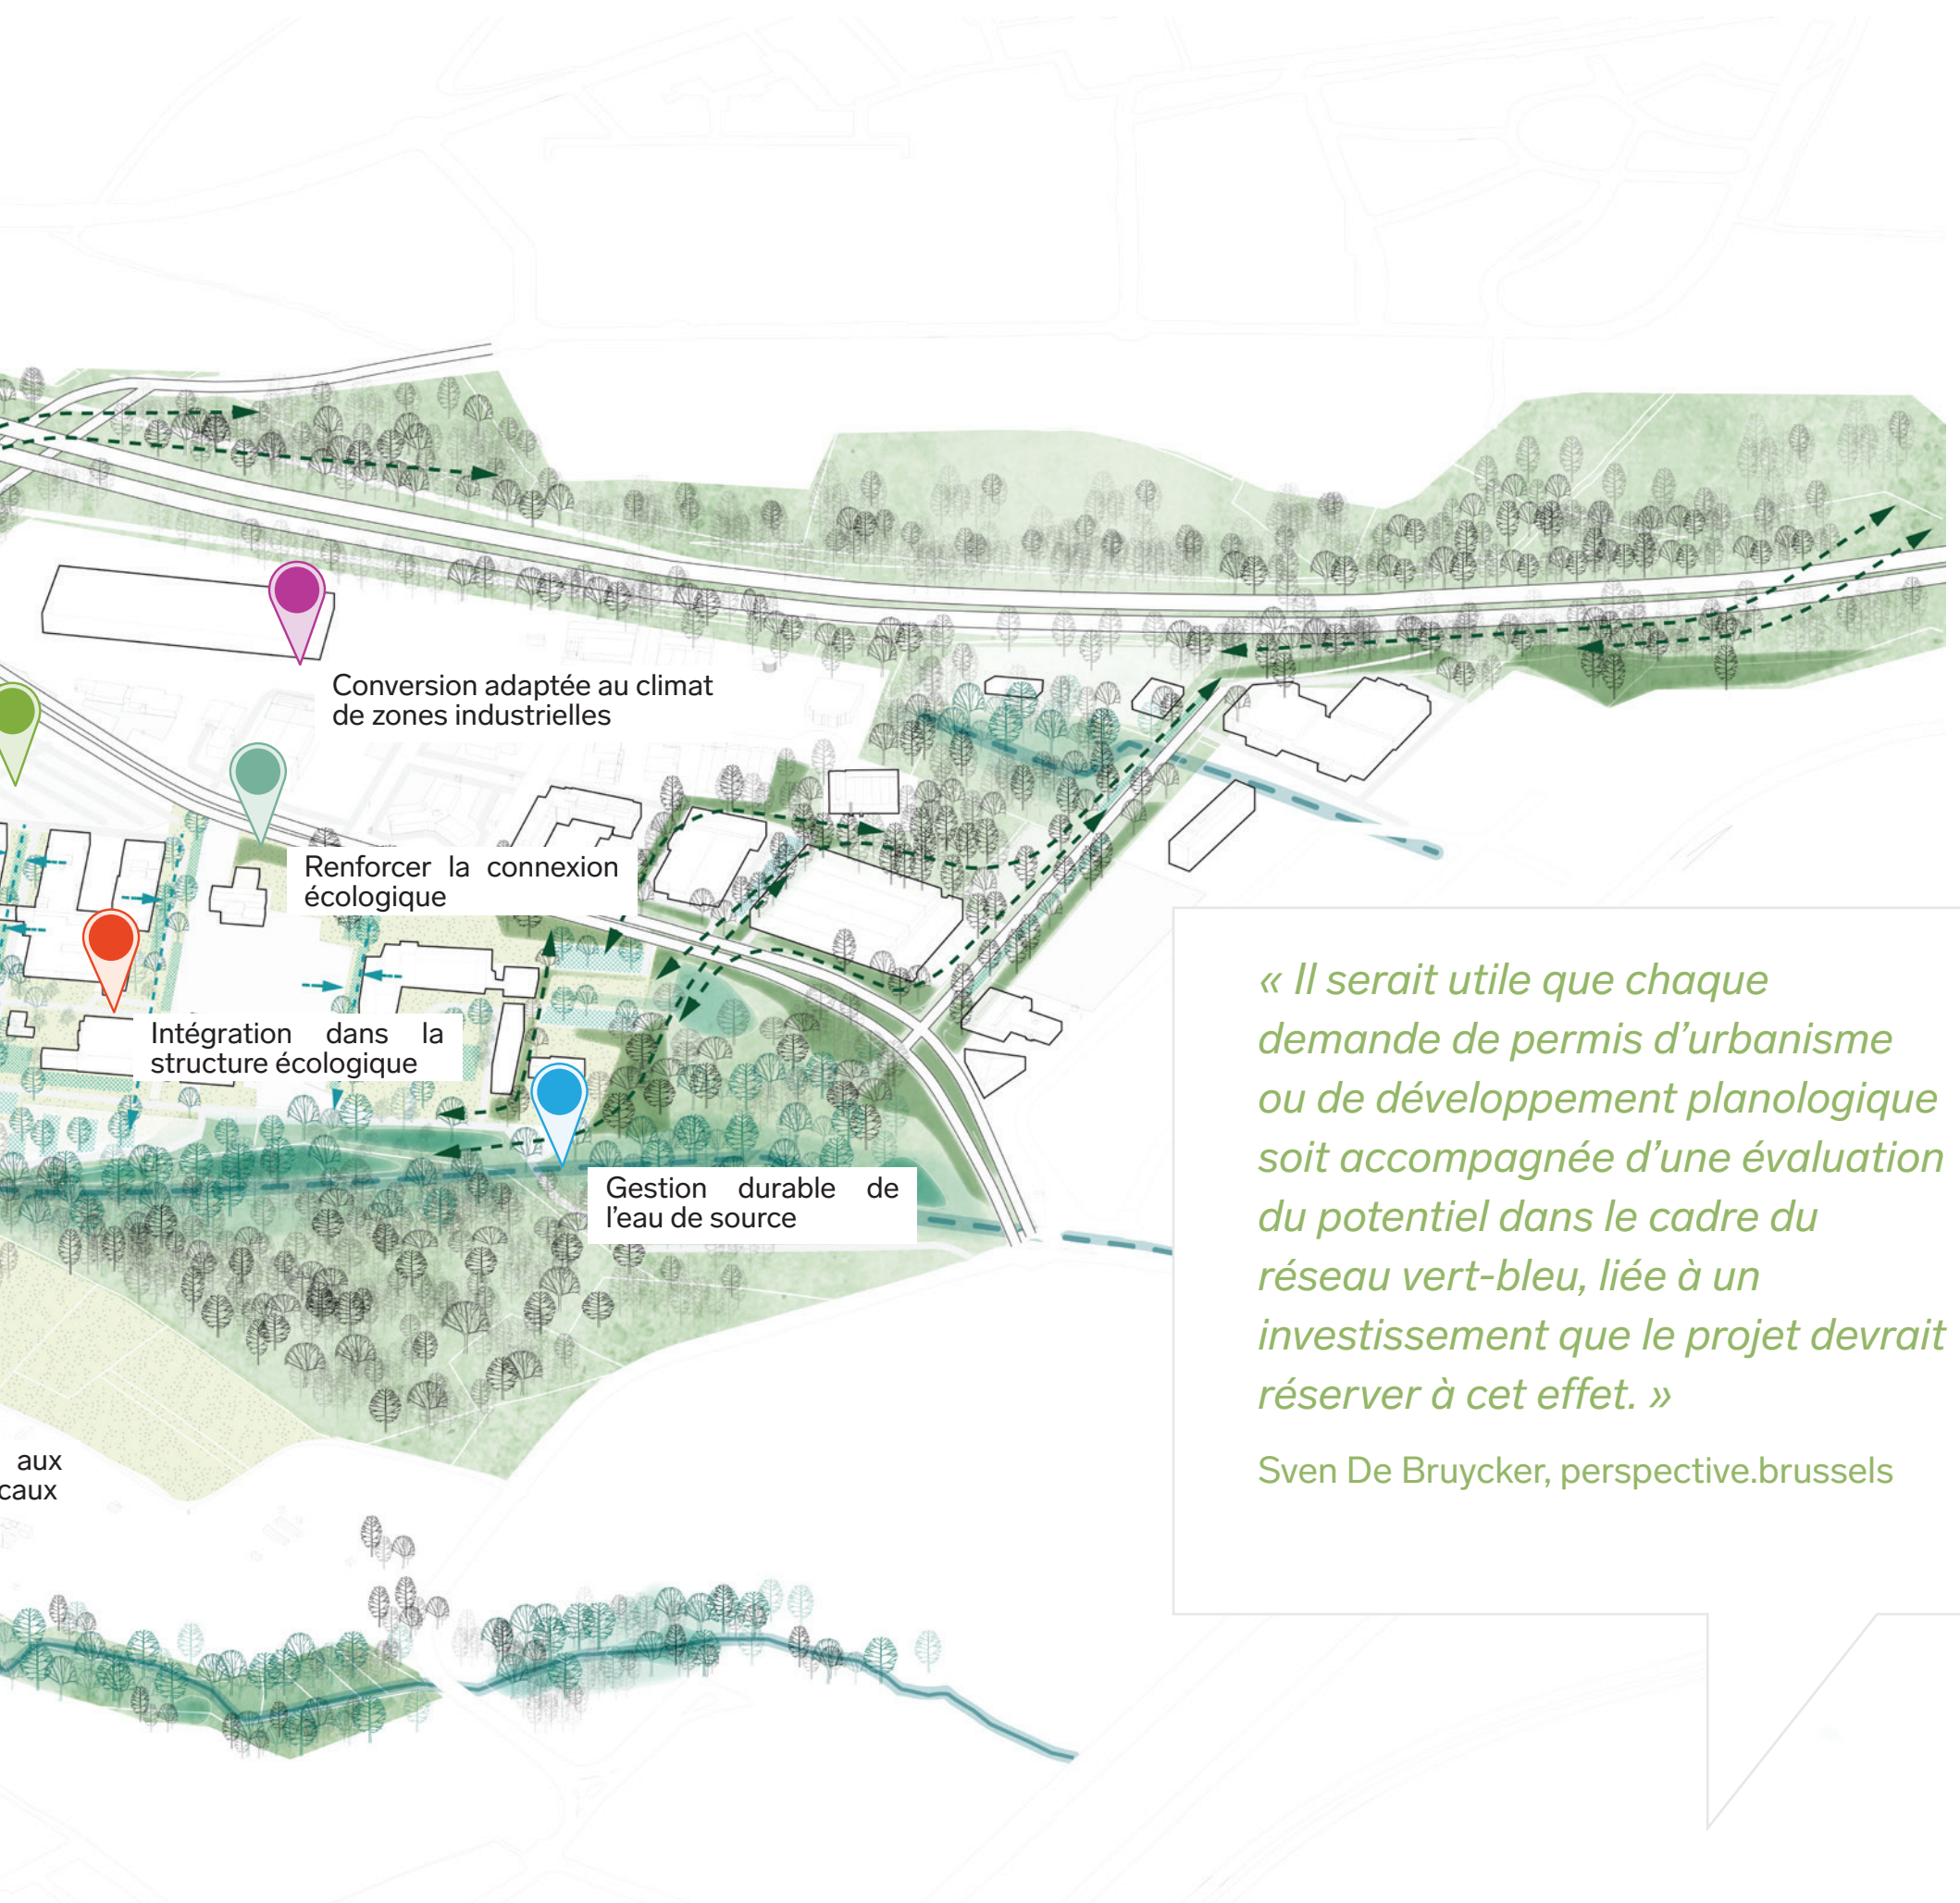 Conversion adaptée au climat
de zones industrielles
Renforcer la connexion
écologique
Intégration dans la
structure écologique
Gestion durable de
l'eau de source
aux
caux
« Il serait utile que chaque
demande de permis d'urbanisme
ou de développement planologique
soit accompagnée d'une évaluation
du potentiel dans le cadre du
réseau vert-bleu, liée à un
investissement que le projet devrait
réserver à cet effet. »
Sven De Bruycker, perspective.brussels